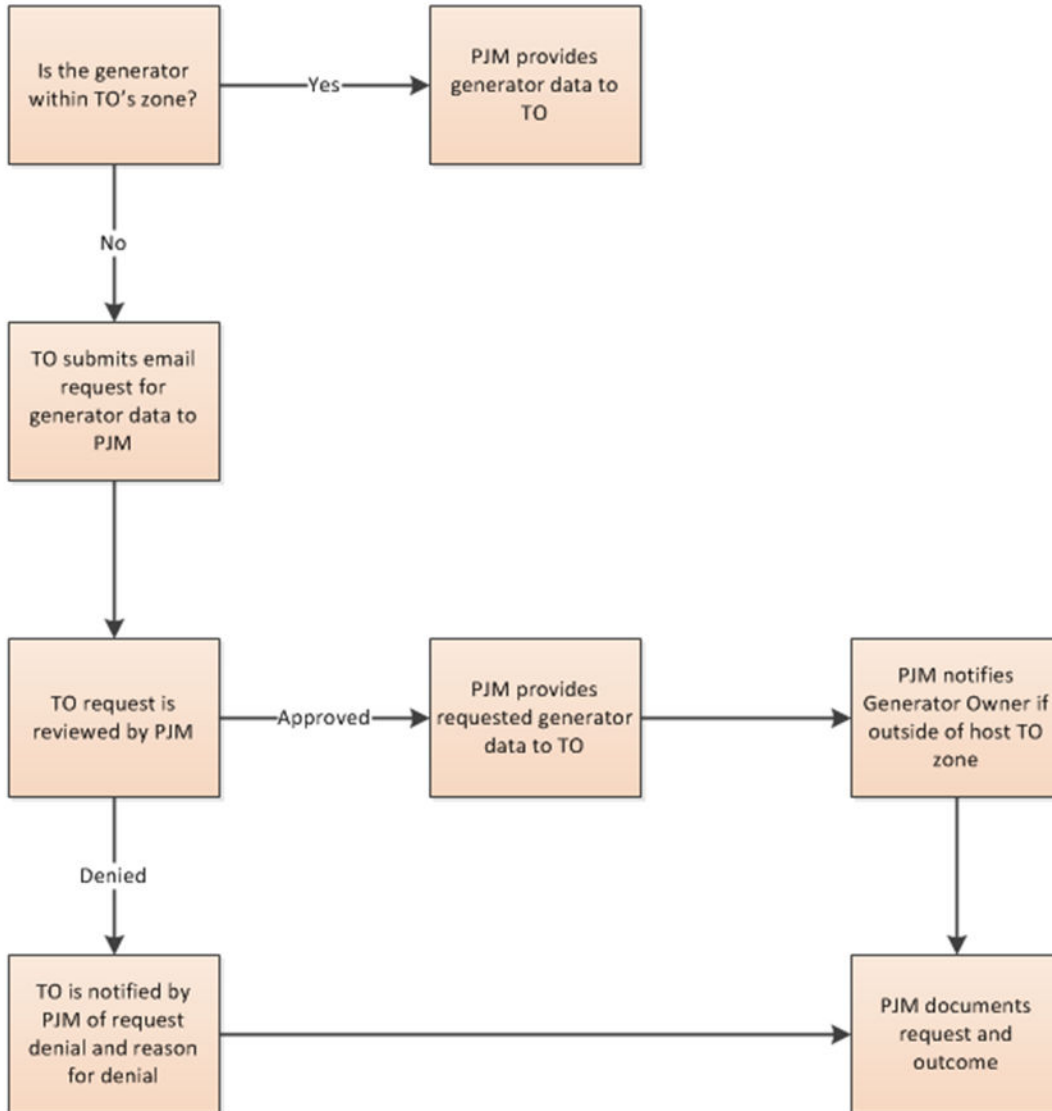 Is the generator
within TO's zone?
Yes
PJM provides
generator data to
TO
No
TO submits email
request for
generator data to
PJM
TO request is
reviewed by PJM
Approved
PJM provides
requested generator
data to TO
PJM notifies
Generator Owner if
outside of host TO
zone
Denied
TO is notified by
PJM of request
denial and reason
for denial
PJM documents
request and
outcome